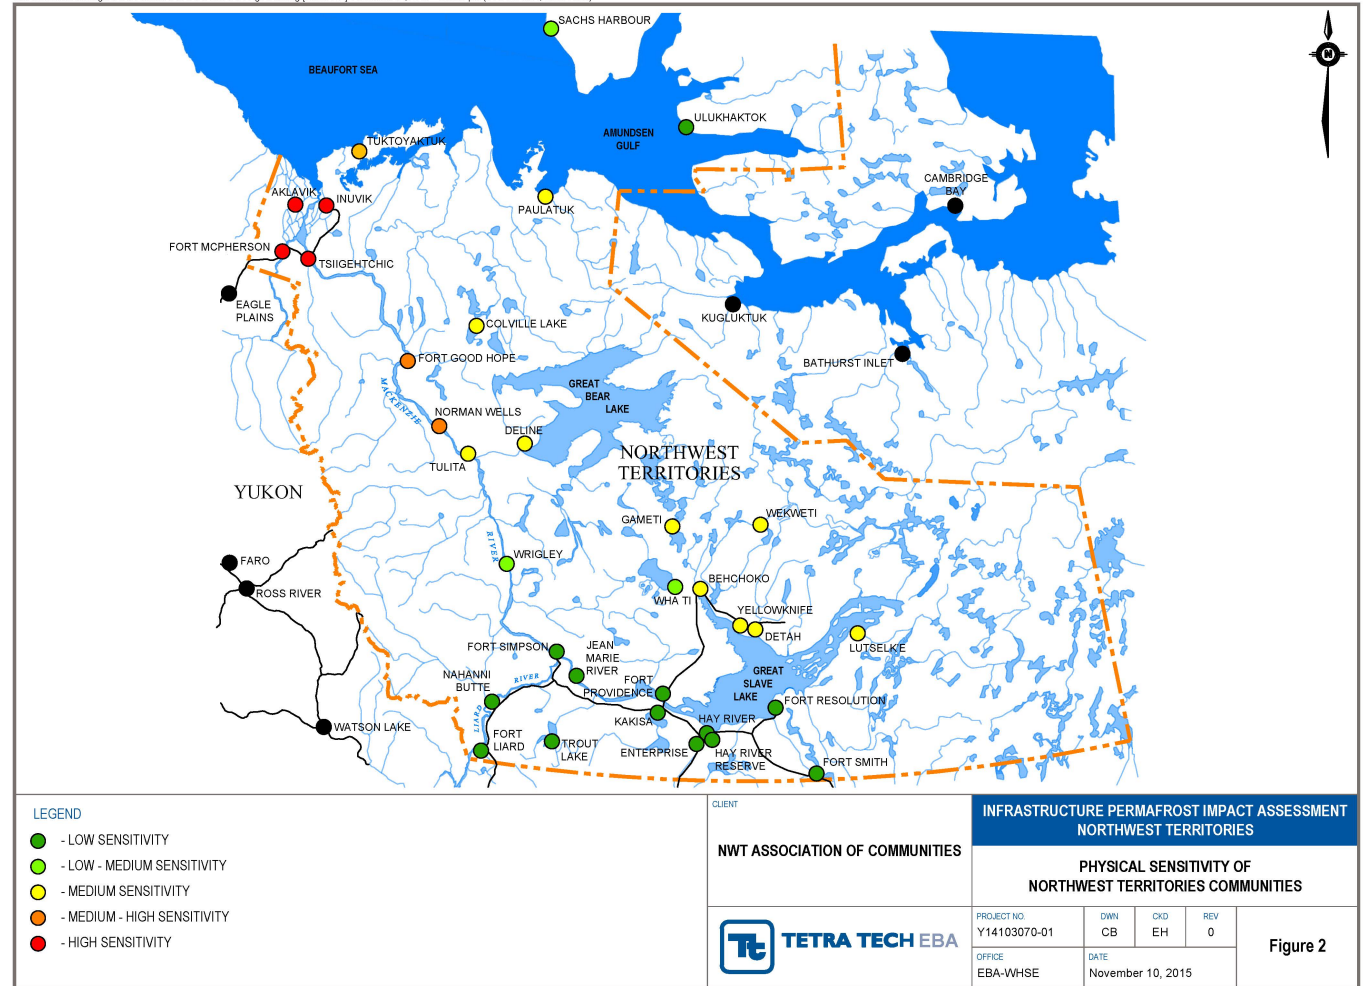 SACHS HARBOUR
BEAUFORT SEA
ULUKHAKTOK
AMUNDSEN
GULF
TUKTOYAKTUK
CAMBRIDGE
BAY
AKLAVIK
INUVIK
PAULATUK
FORT MCPHERSON
TSIIGEHTCHIC
EAGLE
PLAINS
KUGLUKTUK
COLVILLE LAKE
BATHURST INLET
FORT GOOD HOPE
GREAT
BEAR
LAKE
MACKENZIE
NORMAN WELLS
DELINE
TULITA
NORTHWEST
TERRITORIES
YUKON
GAMETI
WEKWETI
RIVER
WRIGLEY
FARO
ROSS RIVER
BEHCHOKO
WHA TI
YELLOWKNIFE
DETAH
LUTSELK'E
FORT SIMPSON
JEAN
MARIE
RIVER
NAHANNI
BUTTE
RIVER
LIARD
FORT
PROVIDENCE
GREAT
SLAVE
LAKE
FORT RESOLUTION
KAKISA
HAY RIVER
WATSON LAKE
FORT
LIARD
TROUT
LAKE
ENTERPRISE
HAY RIVER
RESERVE
FORT SMITH
N
LEGEND
- LOW SENSITIVITY
- LOW - MEDIUM SENSITIVITY
- MEDIUM SENSITIVITY
- MEDIUM - HIGH SENSITIVITY
- HIGH SENSITIVITY
CLIENT
NWT ASSOCIATION OF COMMUNITIES
Tt TETRA TECH EBA
INFRASTRUCTURE PERMAFROST IMPACT ASSESSMENT
NORTHWEST TERRITORIES
PHYSICAL SENSITIVITY OF
NORTHWEST TERRITORIES COMMUNITIES
PROJECT NO. DWN CKD REV
Y14103070-01 CB EH 0
OFFICE DATE
EBA-WHSE November 10, 2015
Figure 2